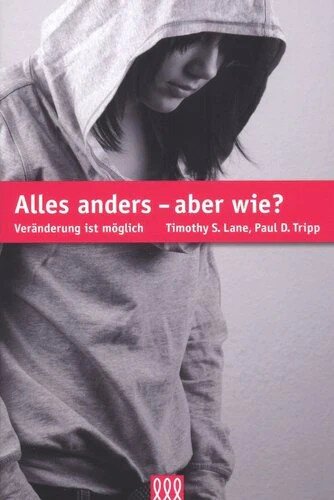 Alles anders – aber wie?
Veränderung ist möglich Timothy S. Lane, Paul D. Tripp